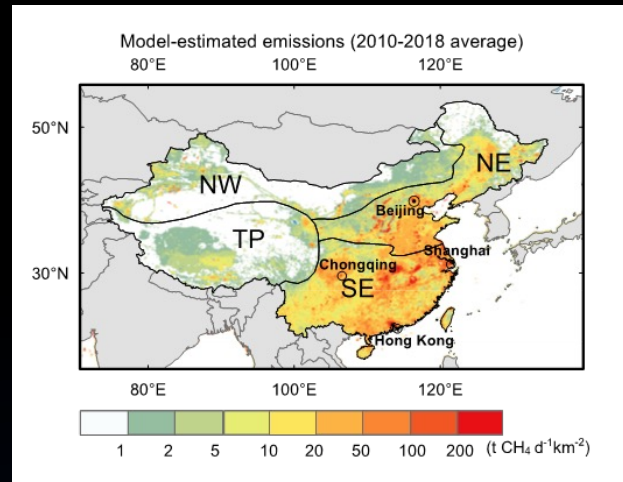 Model-estimated emissions (2010-2018 average)
80°E 100°E 120°E
50°N
NE
NW
Beijing
TP
Shanghai
30°N
Chongqing
SE
Hong Kong
80°E 100°E 120°E
1 2 5 10 20 50 100 200 (t CH₄ d⁻¹km⁻²)